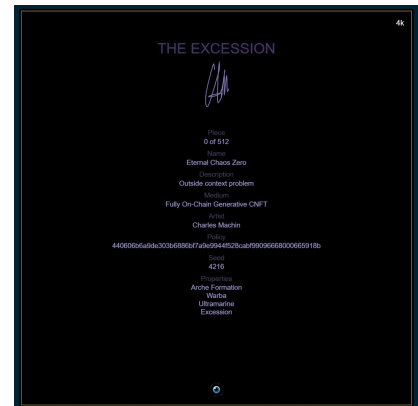 4k
THE EXCESSION
Piece
0 of 512
Name
Eternal Chaos Zero
Description
Outside context problem
Medium
Fully On-Chain Generative CNFT
Artist
Charles Machin
Policy
440606b6a9de303b6886bf7a9e9944f528cabf99096668000665918b
Seed
4216
Properties
Arche Formation
Warba
Ultramarine
Excession